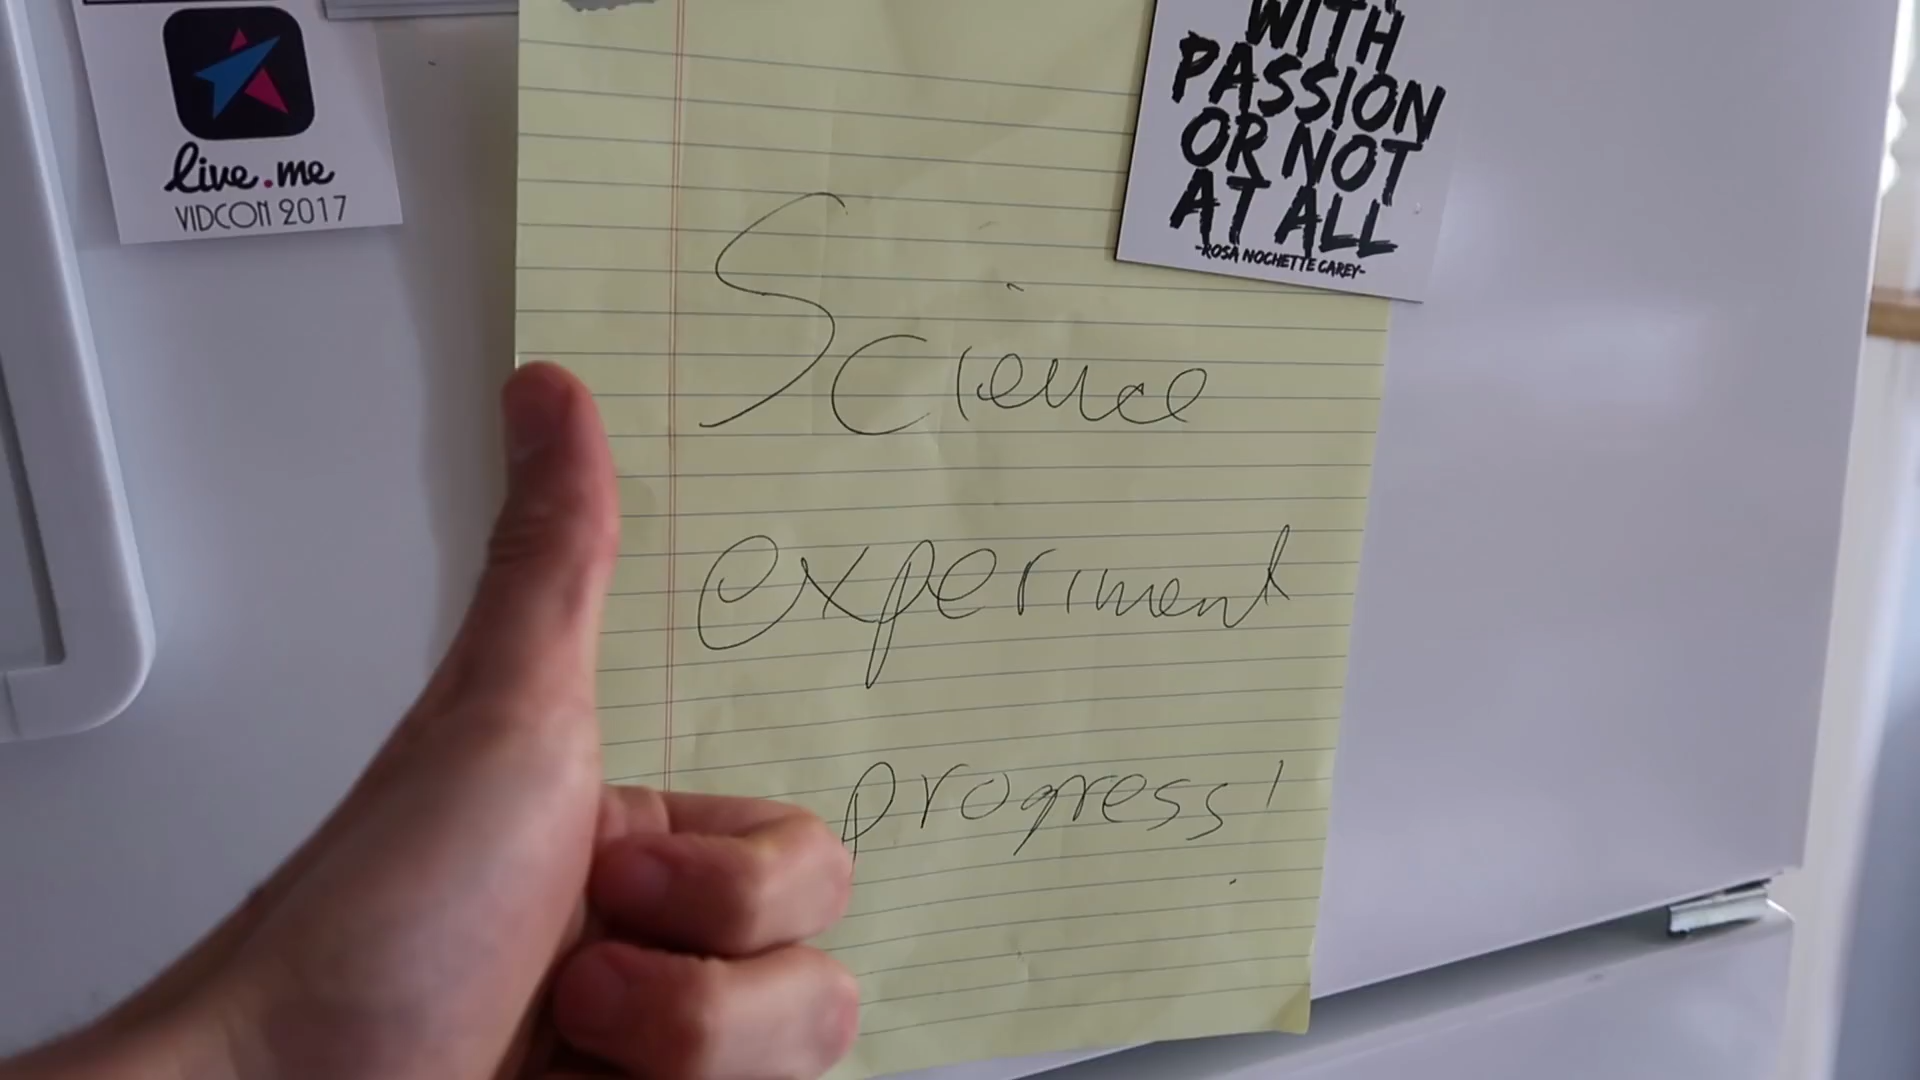 live.me
VIDCON 2017
WITH
PASSION
OR NOT
AT ALL
-ROSA NOCHETTE CAREY-
Science
experiment
progress!